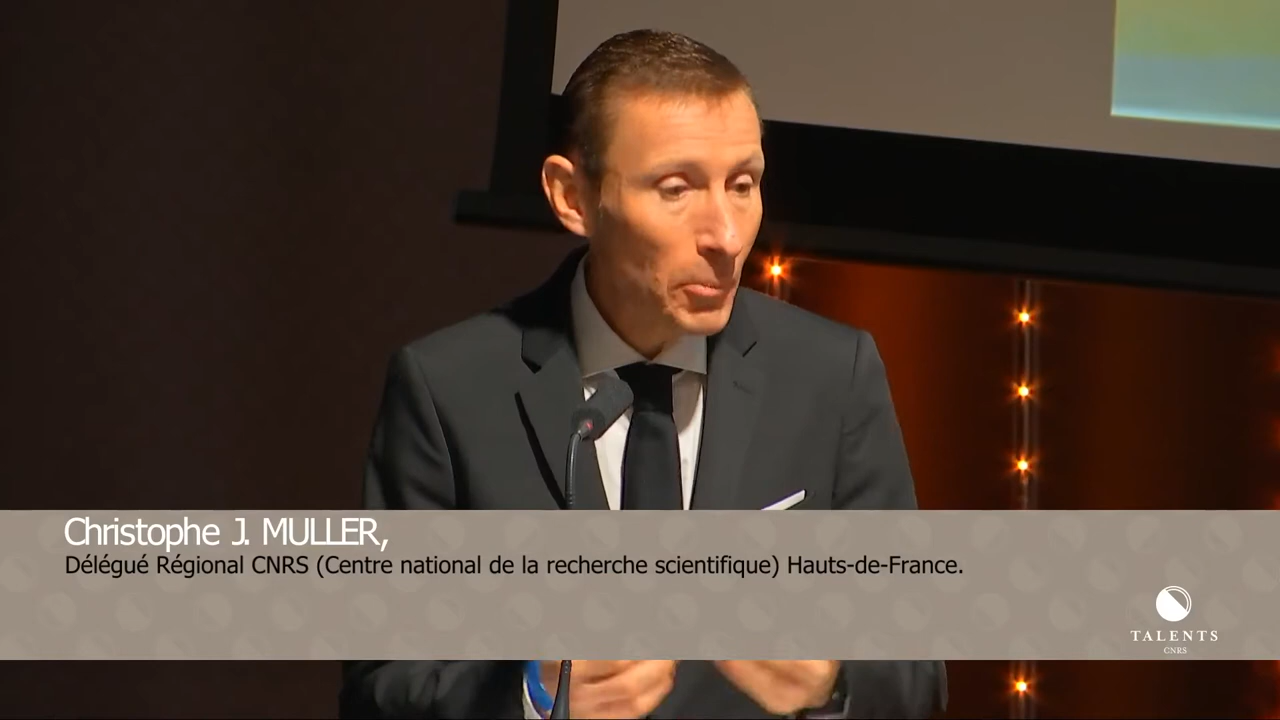 Christophe J. MULLER,
Délégué Régional CNRS (Centre national de la recherche scientifique) Hauts-de-France.
TALENTS
CNRS